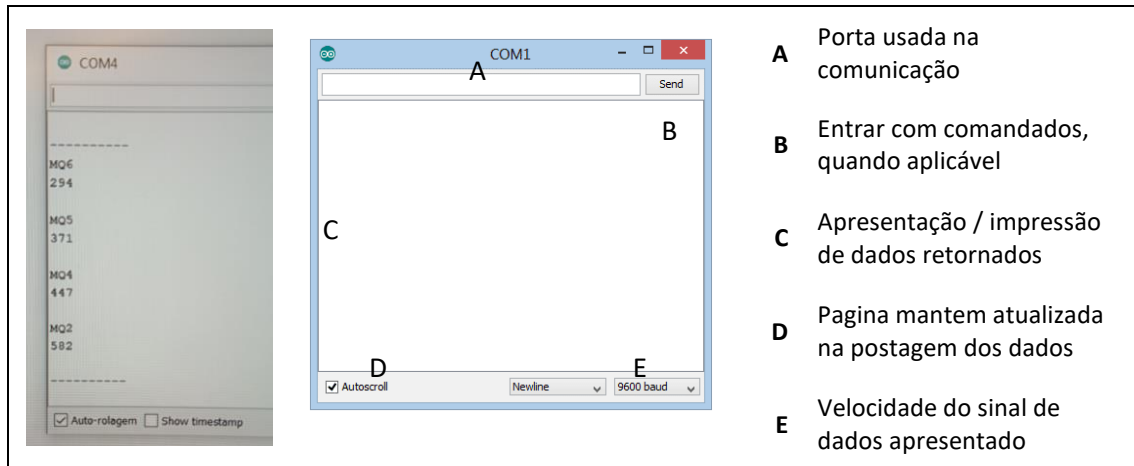 COM4
----------
MQ6
294
MQ5
371
MQ4
447
MQ2
582
----------
Auto-rolagem Show timestamp
COM1
A
Send
B
C
D
E
Autoscroll Newline 9600 baud
A Porta usada na
comunicação
B Entrar com comandados,
quando aplicável
C Apresentação / impressão
de dados retornados
D Pagina mantem atualizada
na postagem dos dados
E Velocidade do sinal de
dados apresentado